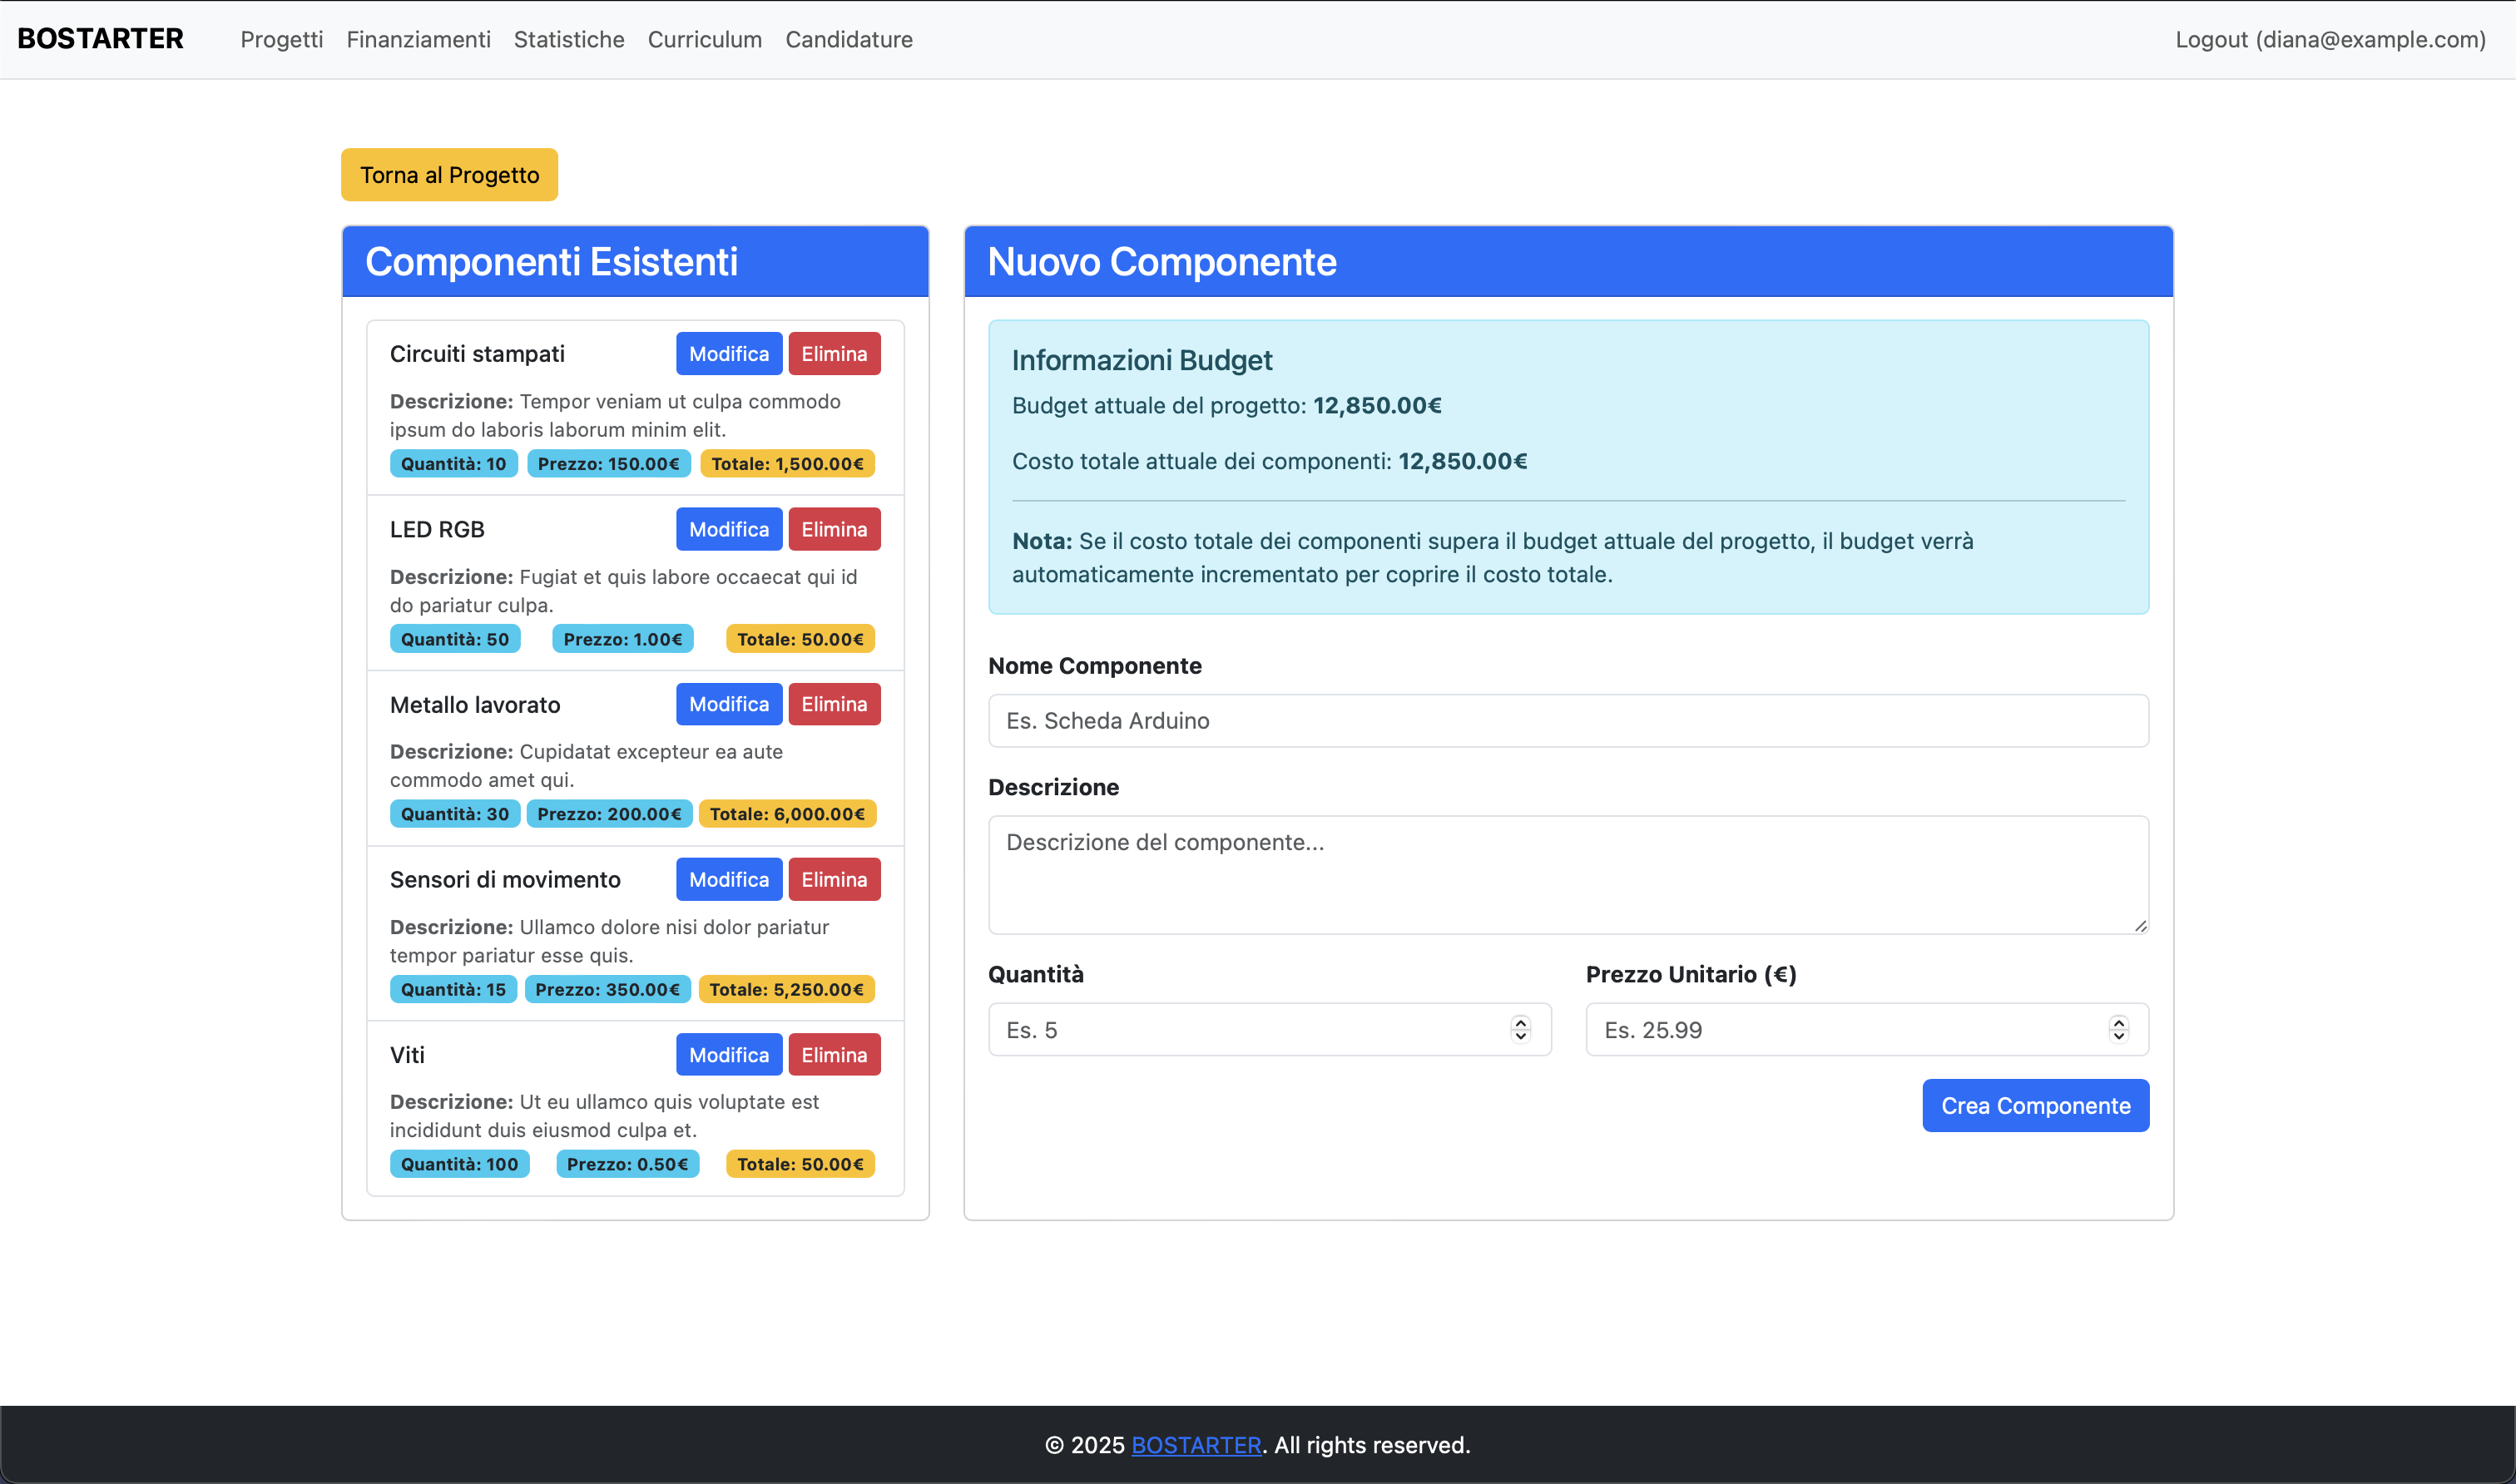 BOSTARTER Progetti Finanziamenti Statistiche Curriculum Candidature Logout (diana@example.com)
Torna al Progetto
Componenti Esistenti
Circuiti stampati Modifica Elimina
Descrizione: Tempor veniam ut culpa commodo
ipsum do laboris laborum minim elit.
Quantità: 10 Prezzo: 150.00€ Totale: 1,500.00€
LED RGB Modifica Elimina
Descrizione: Fugiat et quis labore occaecat qui id
do pariatur culpa.
Quantità: 50 Prezzo: 1.00€ Totale: 50.00€
Metallo lavorato Modifica Elimina
Descrizione: Cupidatat excepteur ea aute
commodo amet qui.
Quantità: 30 Prezzo: 200.00€ Totale: 6,000.00€
Sensori di movimento Modifica Elimina
Descrizione: Ullamco dolore nisi dolor pariatur
tempor pariatur esse quis.
Quantità: 15 Prezzo: 350.00€ Totale: 5,250.00€
Viti Modifica Elimina
Descrizione: Ut eu ullamco quis voluptate est
incididunt duis eiusmod culpa et.
Quantità: 100 Prezzo: 0.50€ Totale: 50.00€
Nuovo Componente
Informazioni Budget
Budget attuale del progetto: 12,850.00€
Costo totale attuale dei componenti: 12,850.00€
Nota: Se il costo totale dei componenti supera il budget attuale del progetto, il budget verrà
automaticamente incrementato per coprire il costo totale.
Nome Componente
Es. Scheda Arduino
Descrizione
Descrizione del componente...
Quantità Prezzo Unitario (€)
Es. 5 Es. 25.99
Crea Componente
© 2025 BOSTARTER. All rights reserved.